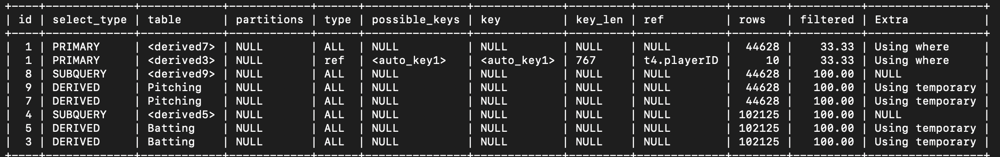 +----+-------------+------------+------------+------+---------------+-------------+---------+-------------+--------+----------+-----------------+
| id | select_type | table      | partitions | type | possible_keys | key         | key_len | ref         | rows   | filtered | Extra           |
+----+-------------+------------+------------+------+---------------+-------------+---------+-------------+--------+----------+-----------------+
|  1 | PRIMARY     | <derived7> | NULL       | ALL  | NULL          | NULL        | NULL    | NULL        |  44628 |    33.33 | Using where     |
|  1 | PRIMARY     | <derived3> | NULL       | ref  | <auto_key1>   | <auto_key1> | 767     | t4.playerID |     10 |    33.33 | Using where     |
|  8 | SUBQUERY    | <derived9> | NULL       | ALL  | NULL          | NULL        | NULL    | NULL        |  44628 |   100.00 | NULL            |
|  9 | DERIVED     | Pitching   | NULL       | ALL  | NULL          | NULL        | NULL    | NULL        |  44628 |   100.00 | Using temporary |
|  7 | DERIVED     | Pitching   | NULL       | ALL  | NULL          | NULL        | NULL    | NULL        |  44628 |   100.00 | Using temporary |
|  4 | SUBQUERY    | <derived5> | NULL       | ALL  | NULL          | NULL        | NULL    | NULL        | 102125 |   100.00 | NULL            |
|  5 | DERIVED     | Batting    | NULL       | ALL  | NULL          | NULL        | NULL    | NULL        | 102125 |   100.00 | Using temporary |
|  3 | DERIVED     | Batting    | NULL       | ALL  | NULL          | NULL        | NULL    | NULL        | 102125 |   100.00 | Using temporary |
+----+-------------+------------+------------+------+---------------+-------------+---------+-------------+--------+----------+-----------------+